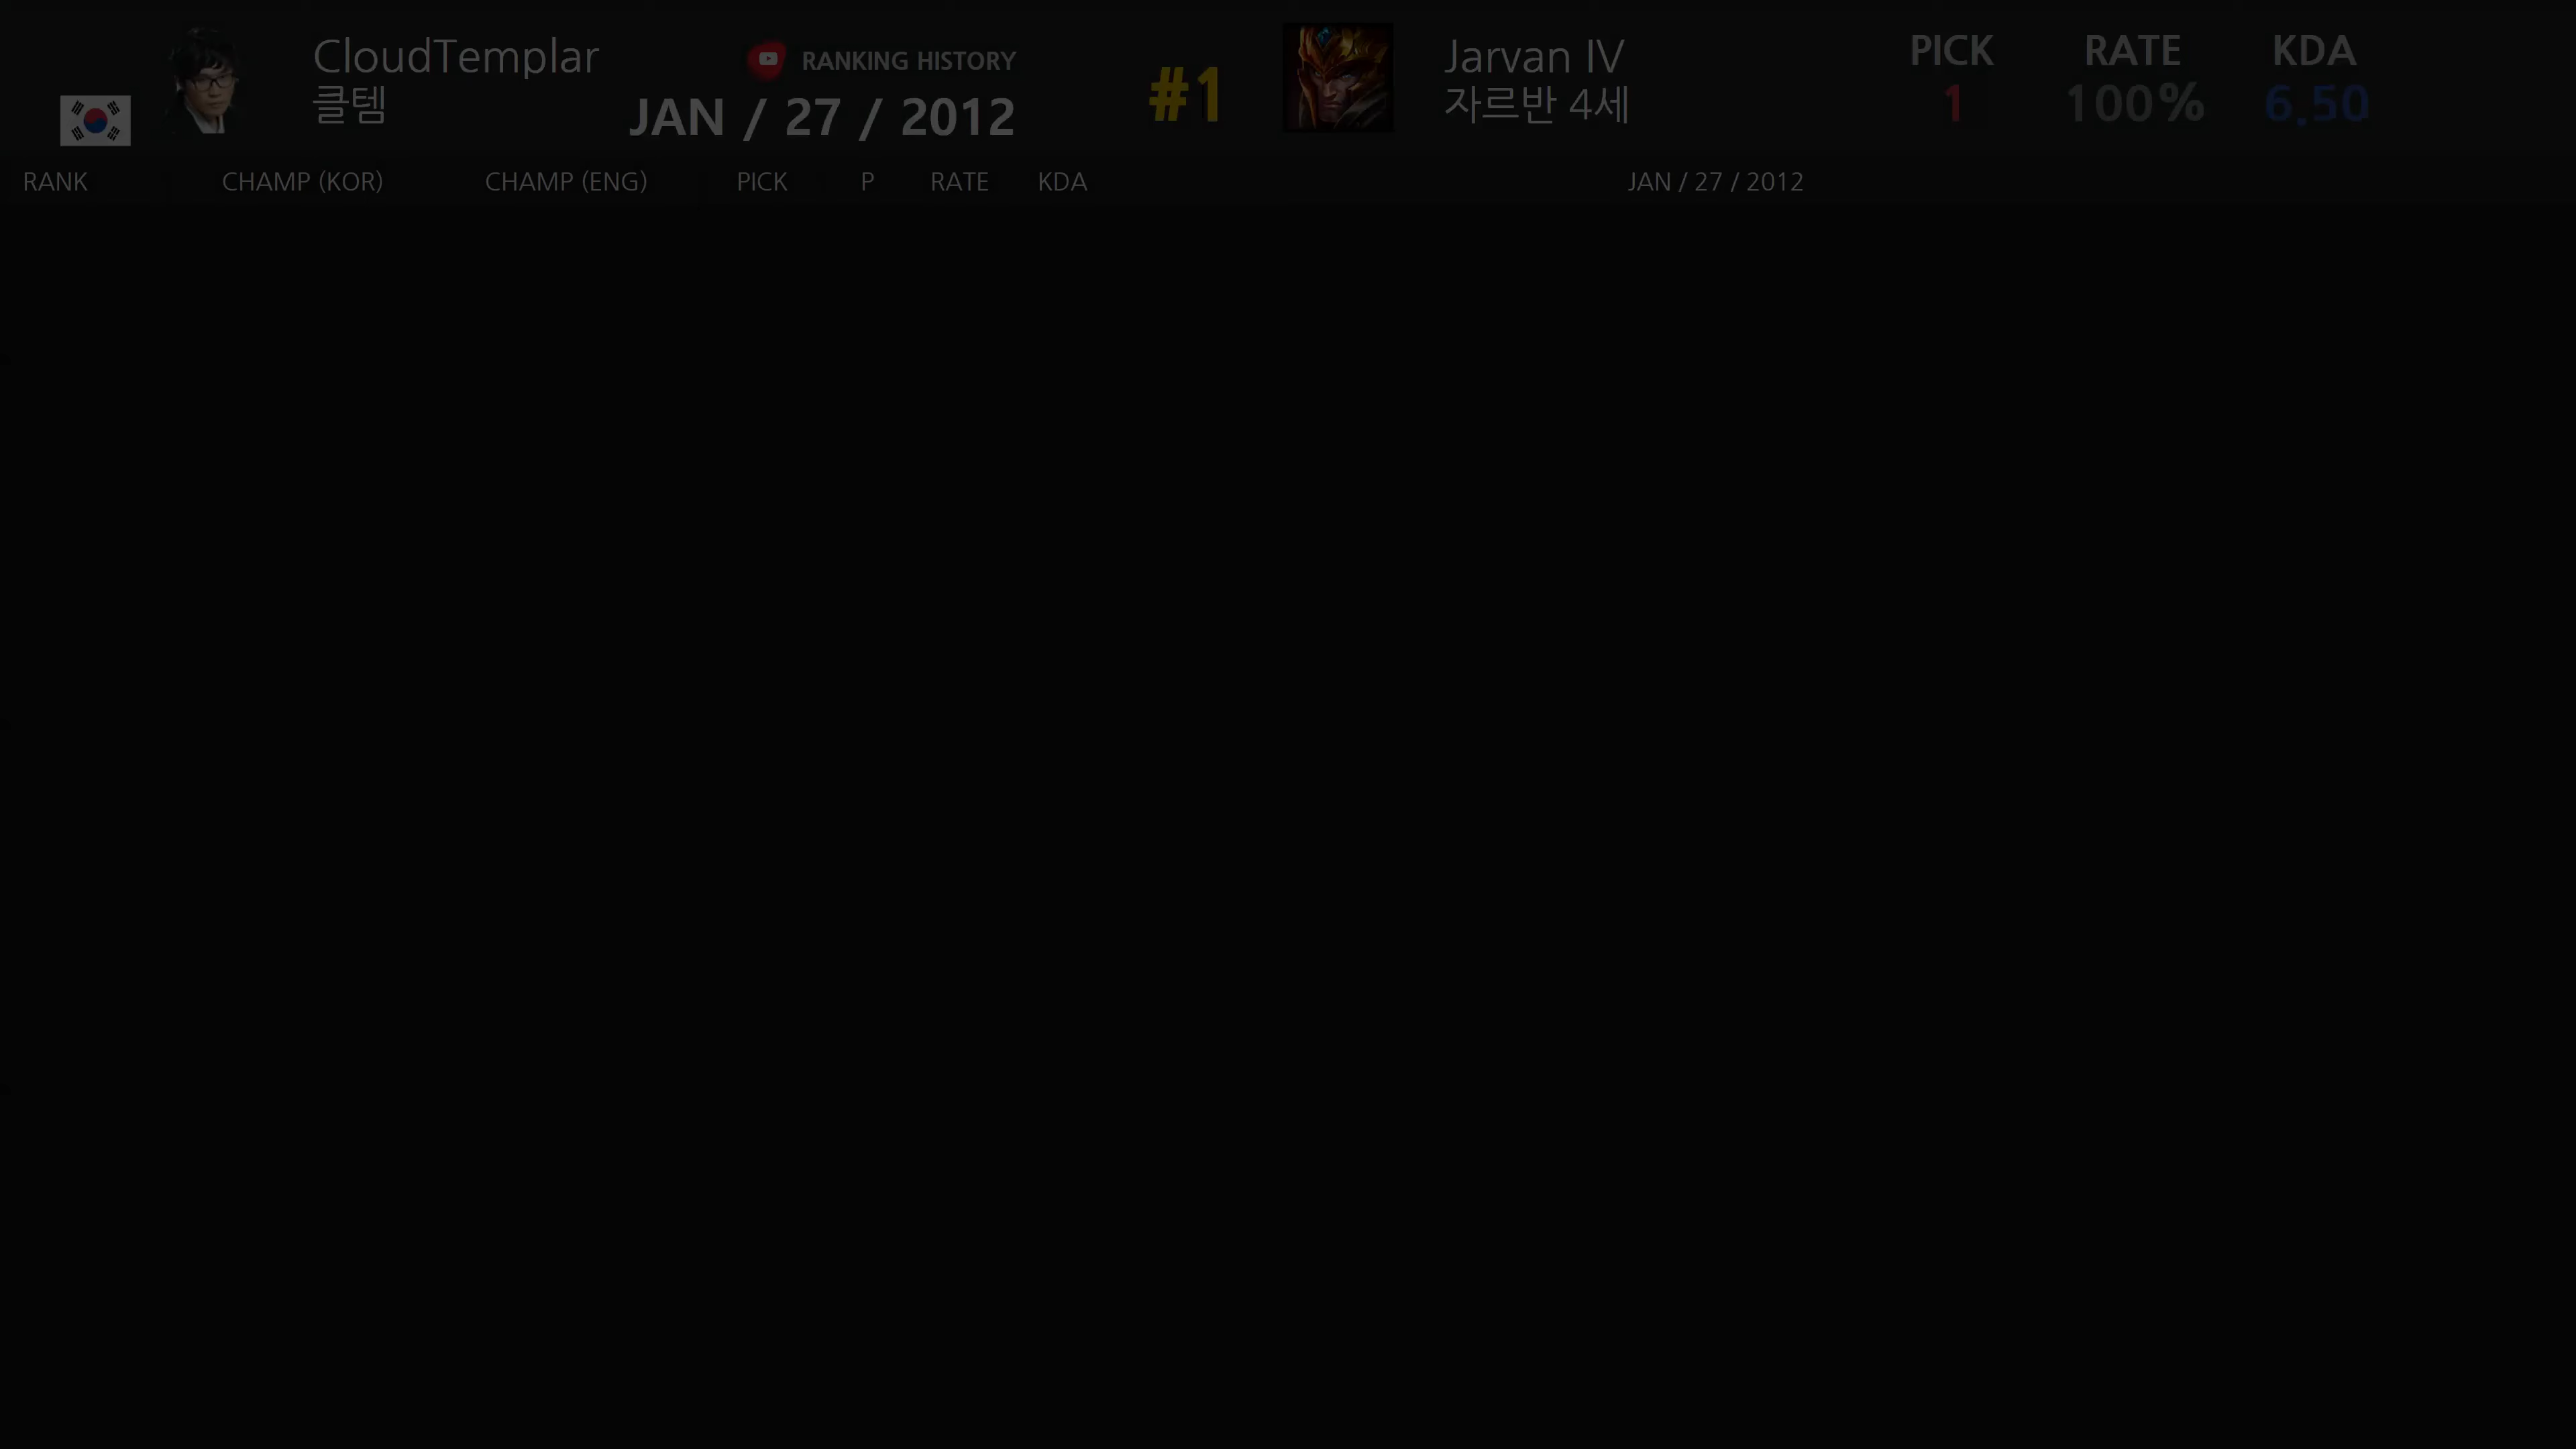 CloudTemplar
클템
RANKING HISTORY
JAN / 27 / 2012
#1
Jarvan IV
자르반 4세
PICK RATE KDA
1 100% 6.50
RANK CHAMP (KOR) CHAMP (ENG) PICK P RATE KDA JAN / 27 / 2012